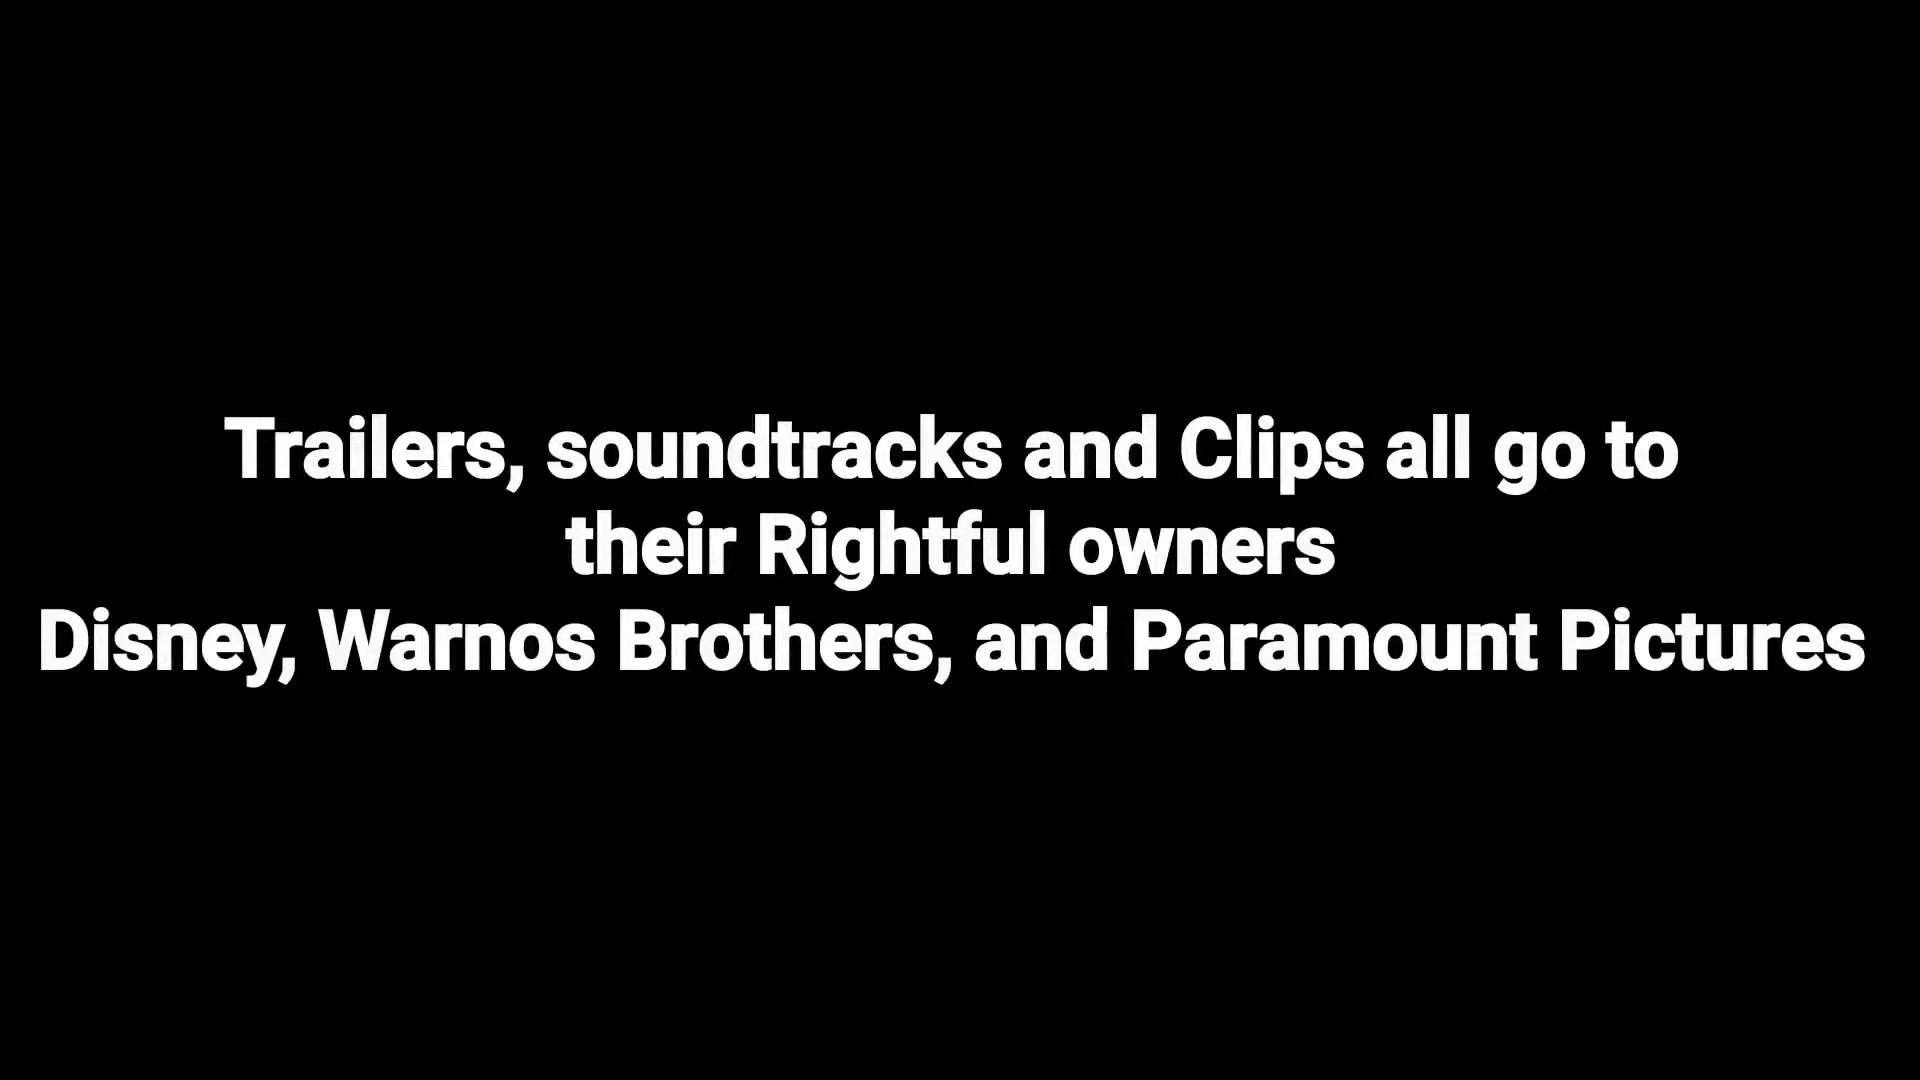 Trailers, soundtracks and Clips all go to
their Rightful owners
Disney, Warnos Brothers, and Paramount Pictures